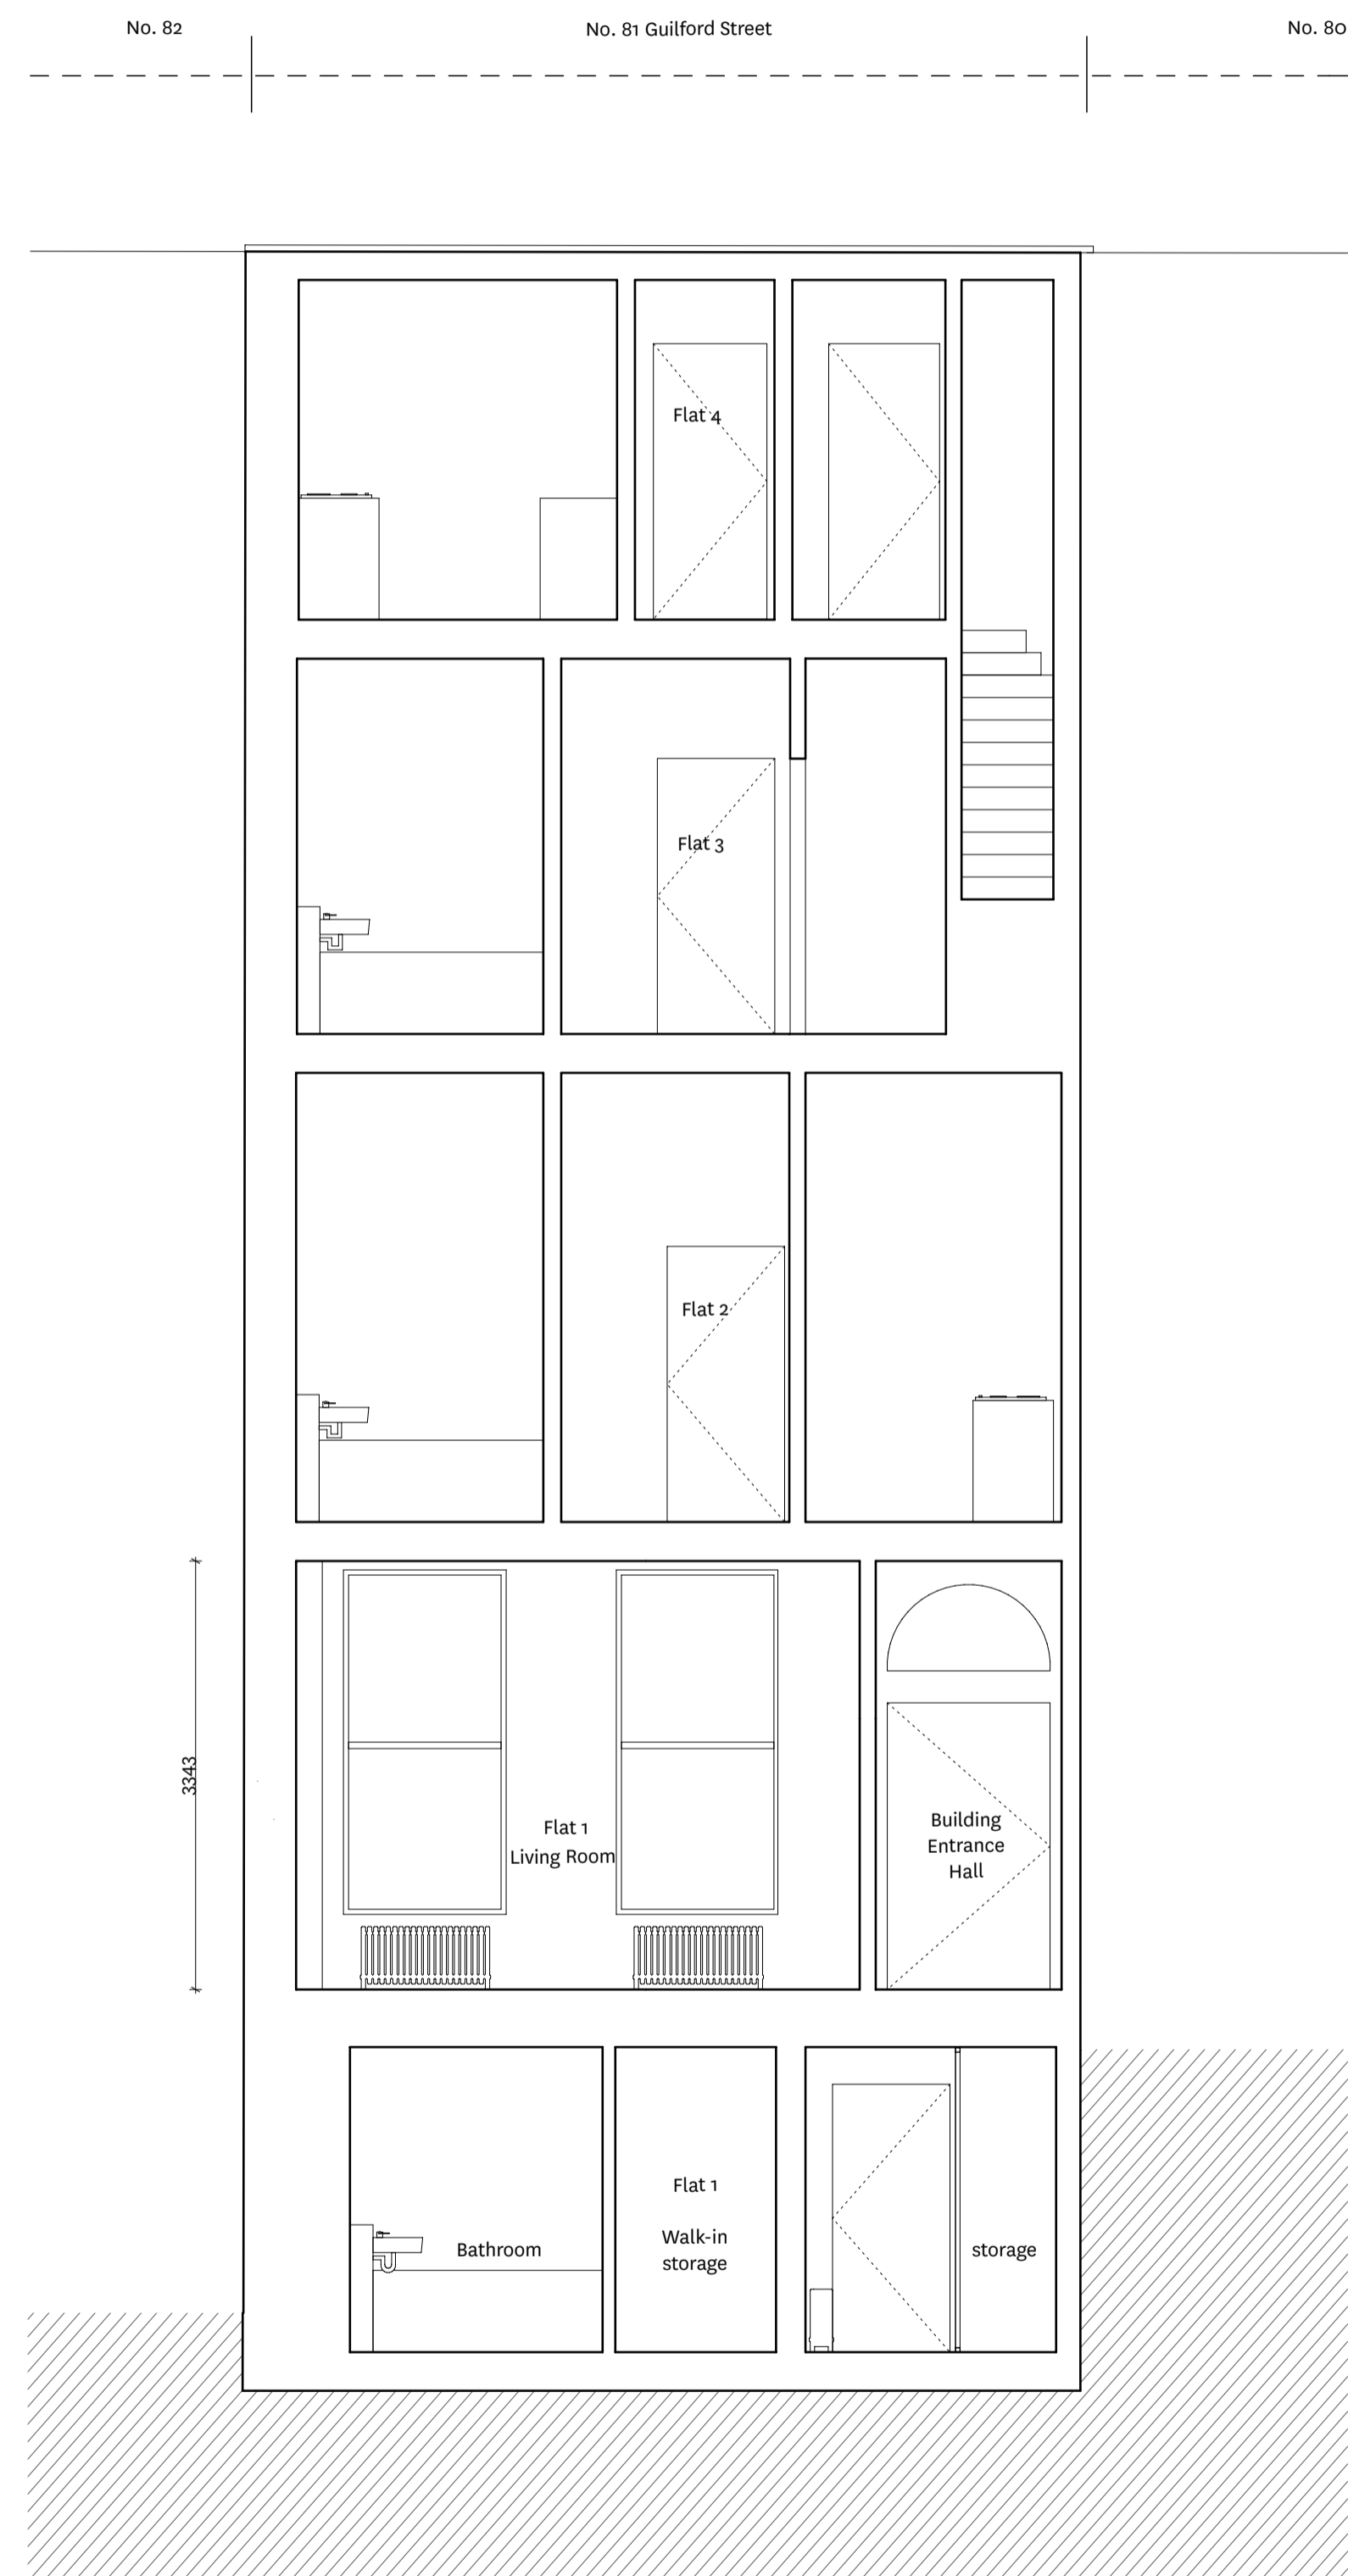 No. 82
No. 81 Guilford Street
No. 80
Flat 4
Flat 3
Flat 2
3343
Flat 1
Living Room
Building
Entrance
Hall
Flat 1
Walk-in
storage
Bathroom
storage